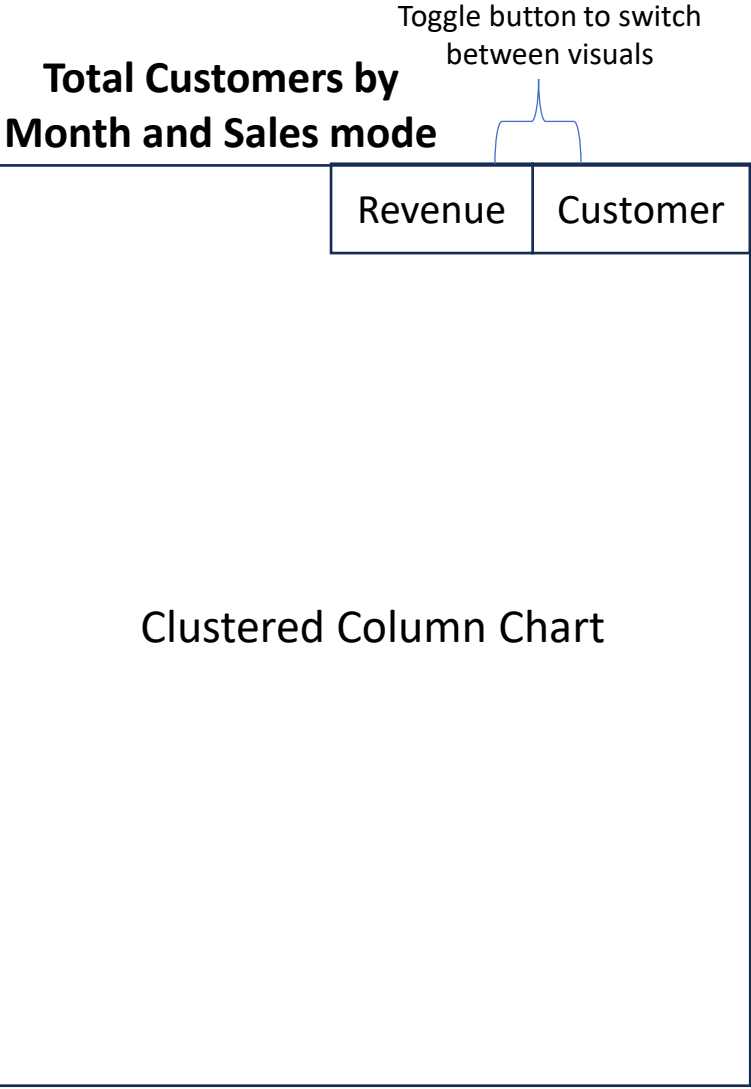 Toggle button to switch
between visuals
Total Customers by
Month and Sales mode
Revenue
Customer
Clustered Column Chart